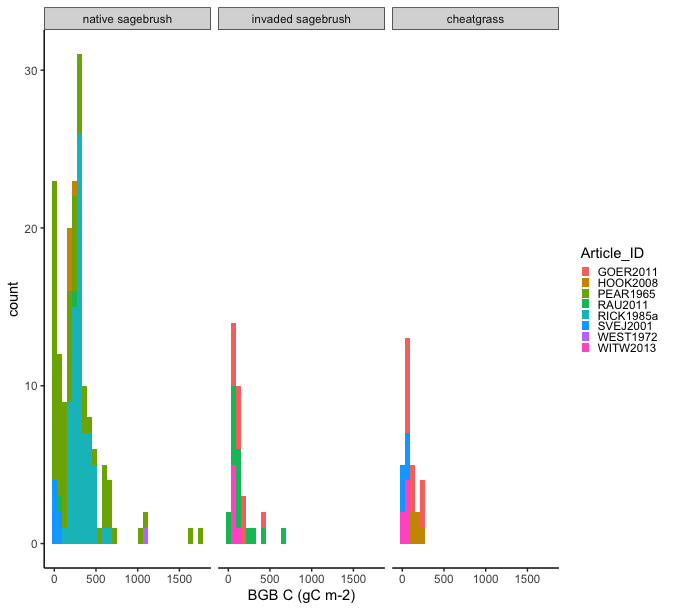 native sagebrush
invaded sagebrush
cheatgrass
count
30
20
10
0
0 500 1000 1500
0 500 1000 1500
0 500 1000 1500
BGB C (gC m-2)
Article_ID
GOER2011
HOOK2008
PEAR1965
RAU2011
RICK1985a
SVEJ2001
WEST1972
WITW2013